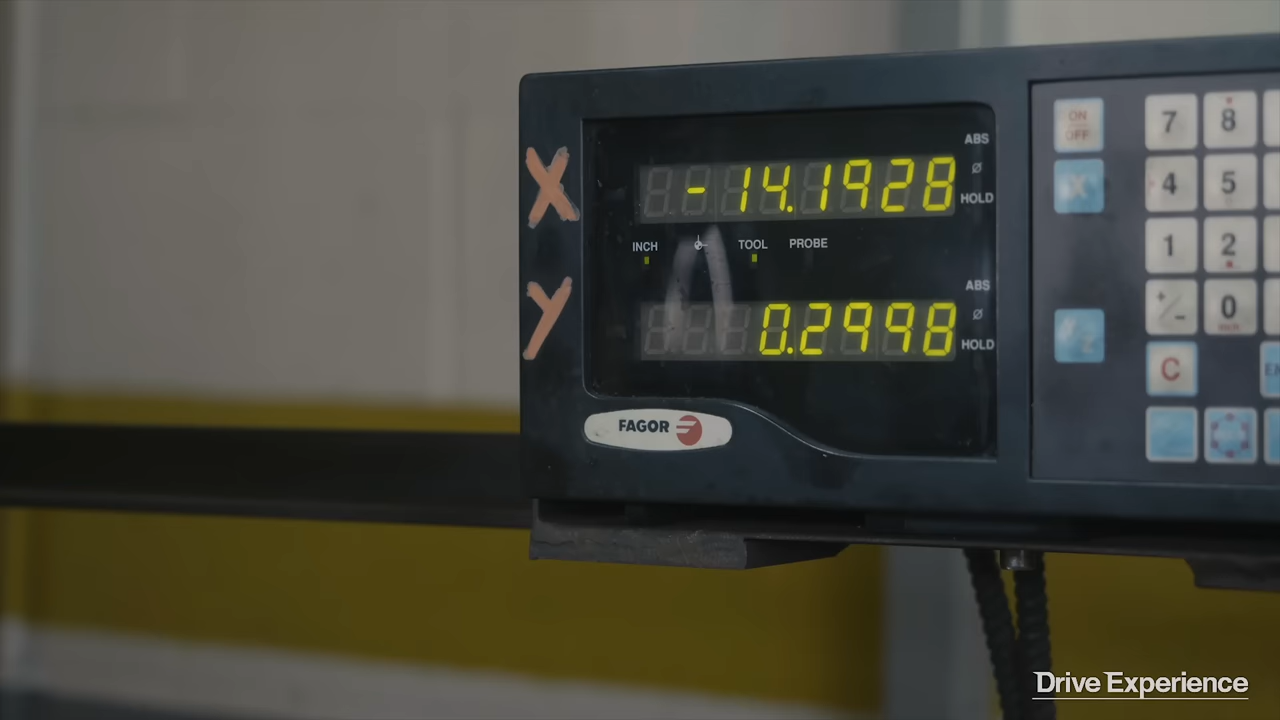 X
Y
-14.1928
0.2998
ABS
Ø
HOLD
INCH
TOOL
PROBE
ABS
Ø
HOLD
FAGOR
ON
OFF
X
7
8
4
5
1
2
+/-
0
C
Drive Experience